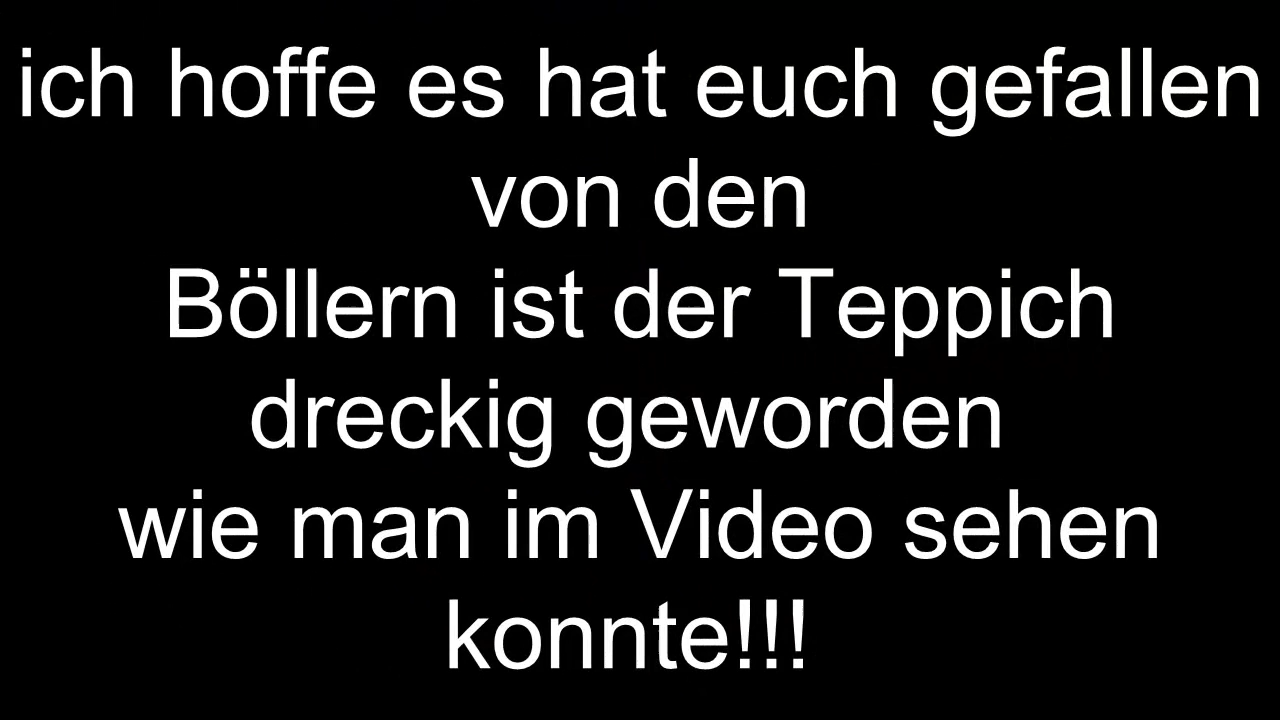 ich hoffe es hat euch gefallen
von den
Böllern ist der Teppich
dreckig geworden
wie man im Video sehen
konnte!!!